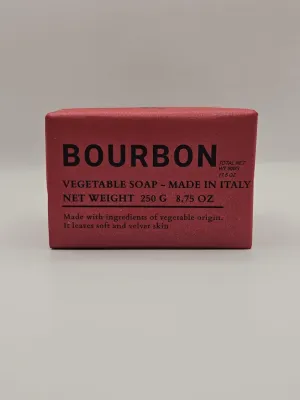 BOURBON
VEGETABLE SOAP - MADE IN ITALY
NET WEIGHT 250 G 8,75 OZ
Made with ingredients of vegetable origin.
It leaves soft and velver skin